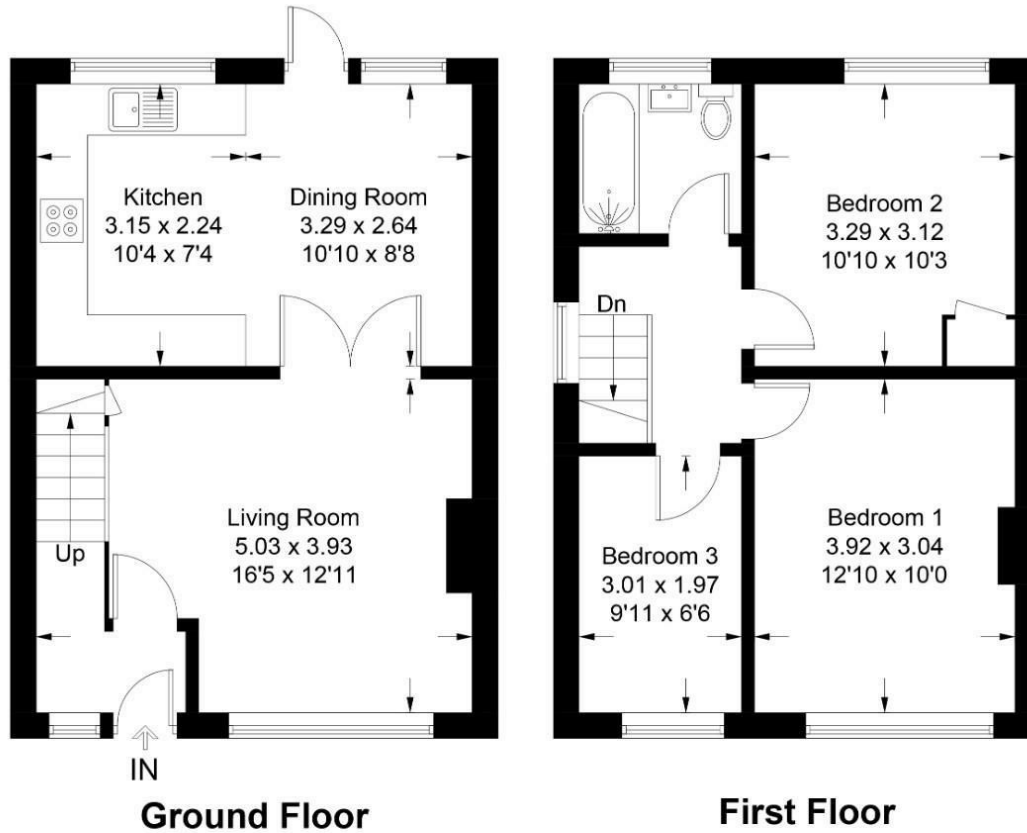 Kitchen
3.15 x 2.24
10'4 x 7'4
Dining Room
3.29 x 2.64
10'10 x 8'8
Up
Living Room
5.03 x 3.93
16'5 x 12'11
IN
Ground Floor
Bedroom 2
3.29 x 3.12
10'10 x 10'3
Dn
Bedroom 3
3.01 x 1.97
9'11 x 6'6
Bedroom 1
3.92 x 3.04
12'10 x 10'0
First Floor